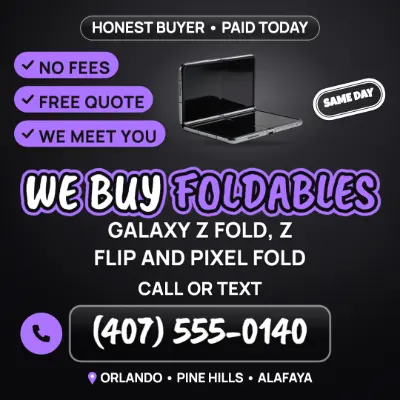 HONEST BUYER • PAID TODAY
NO FEES
FREE QUOTE
WE MEET YOU
SAME DAY
WE BUY FOLDABLES
GALAXY Z FOLD, Z
FLIP AND PIXEL FOLD
CALL OR TEXT
(407) 555-0140
ORLANDO • PINE HILLS • ALAFAYA